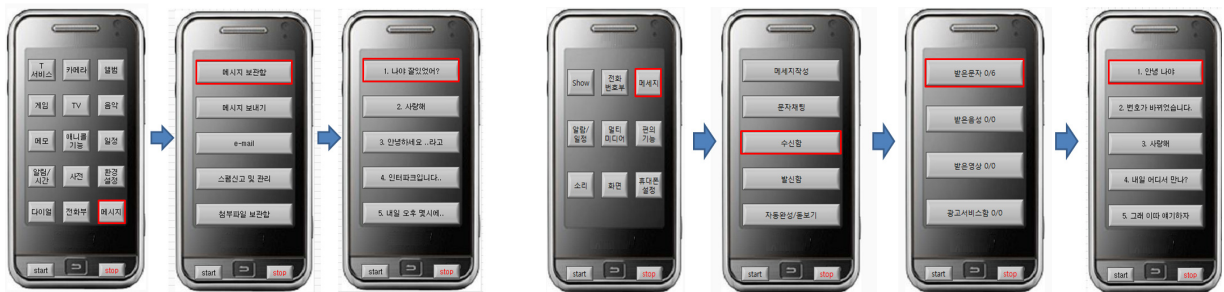 T
서비스
카메라
앨범
게임
TV
음악
메모
매니콜
기능
일정
알림/
시간
사전
환경
설정
다이얼
전화부
메시지
start
stop
메시지 보관함
메시지 보내기
e-mail
스팸신고 및 관리
첨부파일 보관함
start
stop
1. 나야 잘있었어?
2. 사랑해
3. 안녕하세요 ..라고
4. 인터파크입니다..
5. 내일 오후 몇시에..
start
stop
Show
전화
번호부
메세지
알람/
일정
멀티
미디어
편의
기능
소리
화면
휴대폰
설정
start
stop
메세지작성
문자채팅
수신함
발신함
자동완성/돋보기
start
stop
받은문자 0/6
받은음성 0/0
받은영상 0/0
광고서비스함 0/0
start
stop
1. 안녕 나야
2. 번호가 바뀌었습니다.
3. 사랑해
4. 내일 어디서 만나?
5. 그래 이따 얘기하자
start
stop